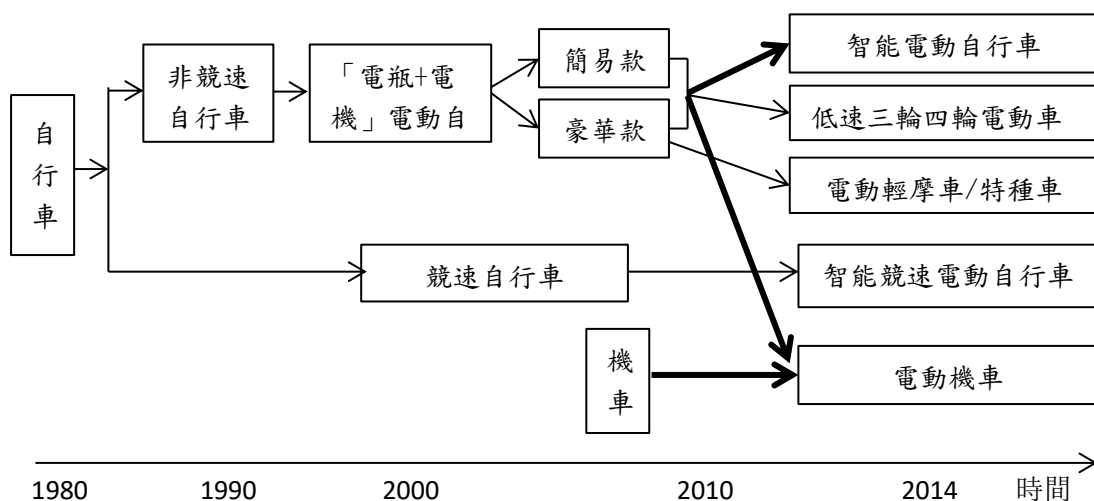 自
行
車
非競速
自行車
「電瓶+電
機」電動自
簡易款
豪華款
智能電動自行車
低速三輪四輪電動車
電動輕摩車/特種車
競速自行車
智能競速電動自行車
機
車
電動機車
1980
1990
2000
2010
2014
時間